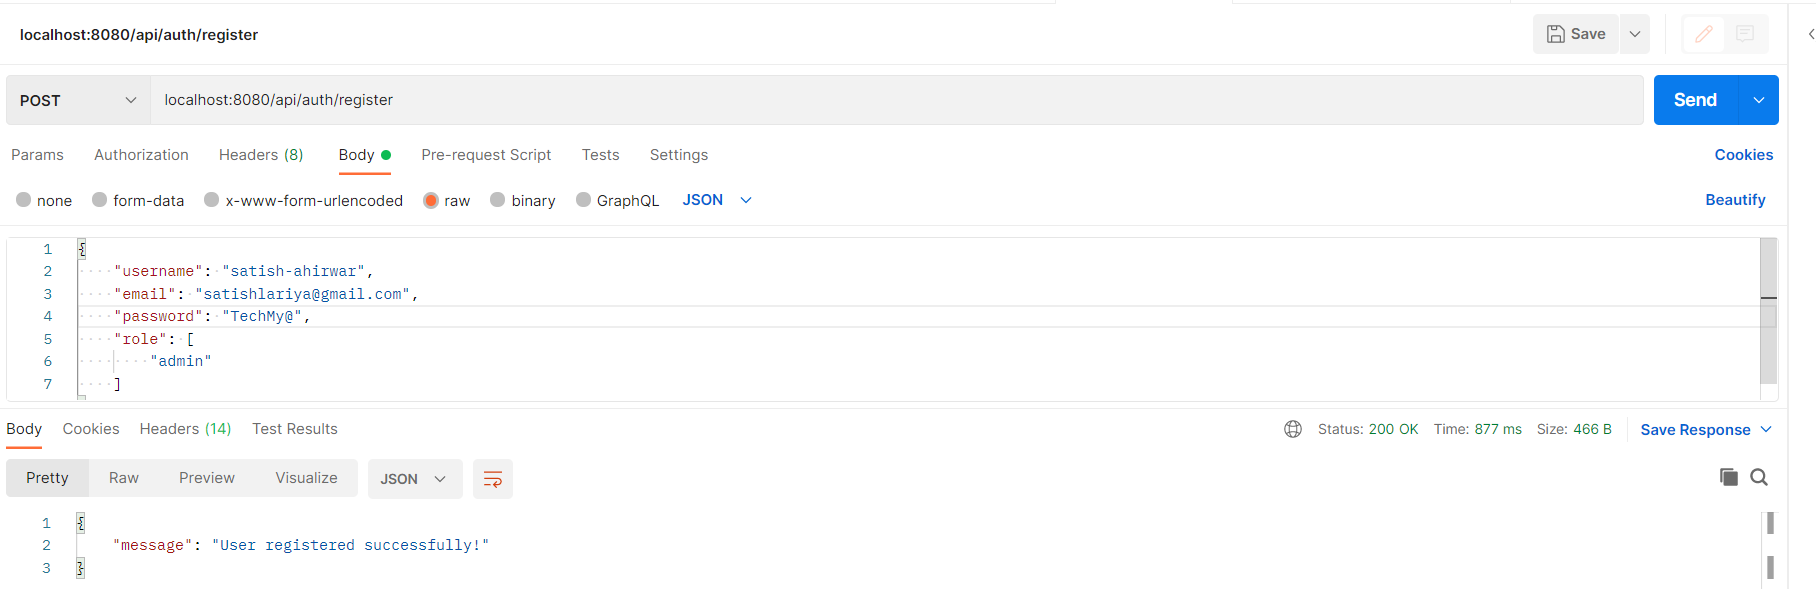 localhost:8080/api/auth/register
Save
POST localhost:8080/api/auth/register Send
Params Authorization Headers (8) Body Pre-request Script Tests Settings Cookies
none form-data x-www-form-urlencoded raw binary GraphQL JSON Beautify
1 {
2 "username": "satish-ahirwar",
3 "email": "satishlariya@gmail.com",
4 "password": "TechMy@",
5 "role": [
6 "admin"
7 ]
Body Cookies Headers (14) Test Results Status: 200 OK Time: 877 ms Size: 466 B Save Response
Pretty Raw Preview Visualize JSON
1 {
2 "message": "User registered successfully!"
3 }